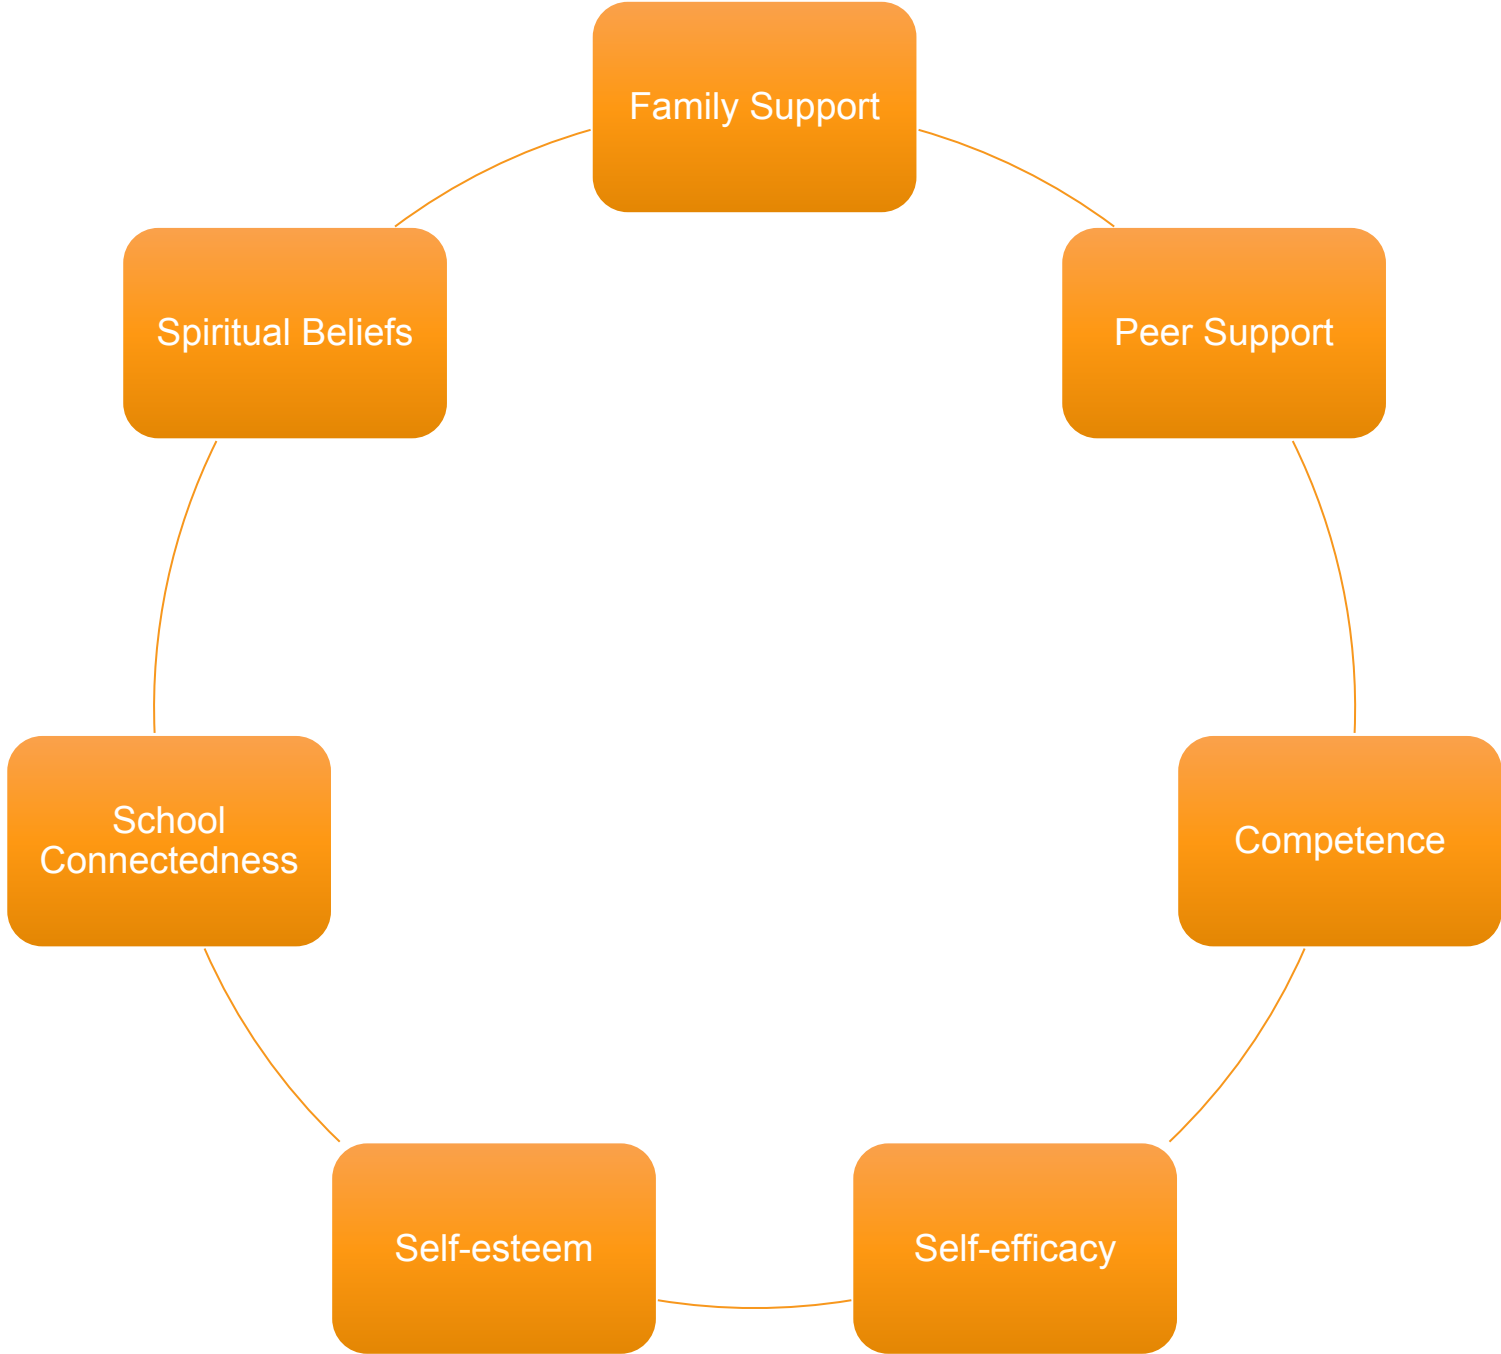 Family Support
Spiritual Beliefs
Peer Support
School
Connectedness
Competence
Self-esteem
Self-efficacy